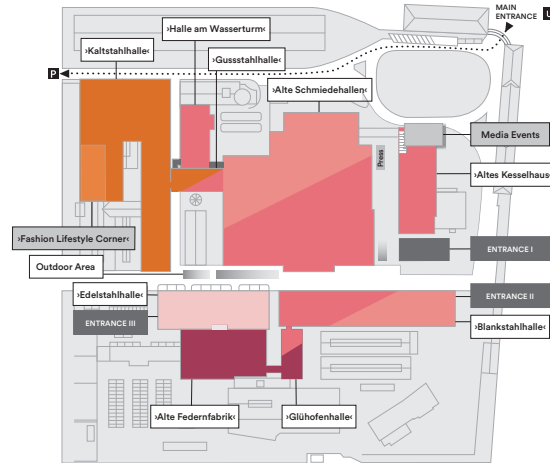 MAIN
ENTRANCE
U
›Halle am Wasserturm‹
›Kaltstahlhalle‹
›Gussstahlhalle‹
P
›Alte Schmiedehallen‹
Media Events
Press
›Altes Kesselhaus‹
›Fashion Lifestyle Corner‹
ENTRANCE I
Outdoor Area
›Edelstahlhalle‹
ENTRANCE II
ENTRANCE III
›Blankstahlhalle‹
›Alte Federnfabrik‹
›Glühofenhalle‹